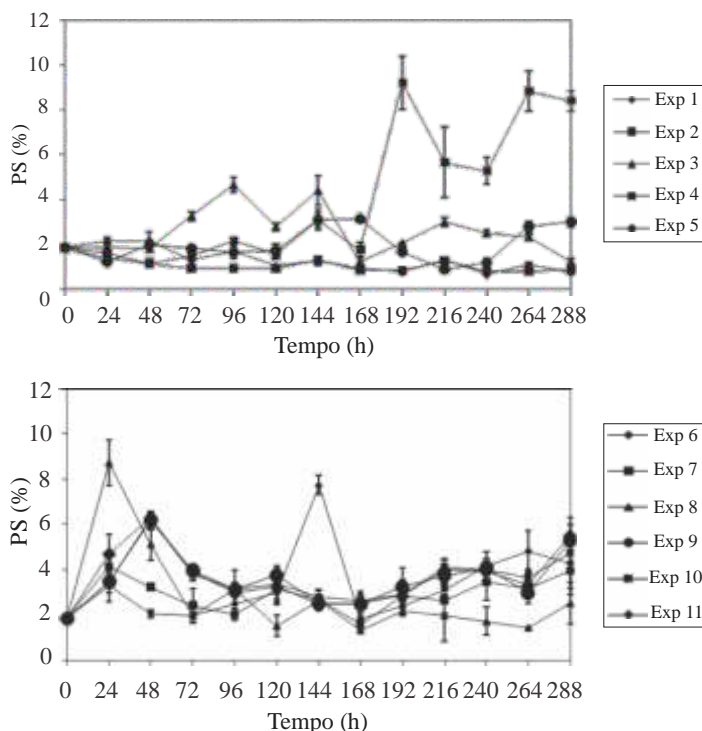 12
10
8
6
4
2
0
PS (%)
0 24 48 72 96 120 144 168 192 216 240 264 288
Tempo (h)
Exp 1
Exp 2
Exp 3
Exp 4
Exp 5
12
10
8
6
4
2
0
PS (%)
0 24 48 72 96 120 144 168 192 216 240 264 288
Tempo (h)
Exp 6
Exp 7
Exp 8
Exp 9
Exp 10
Exp 11